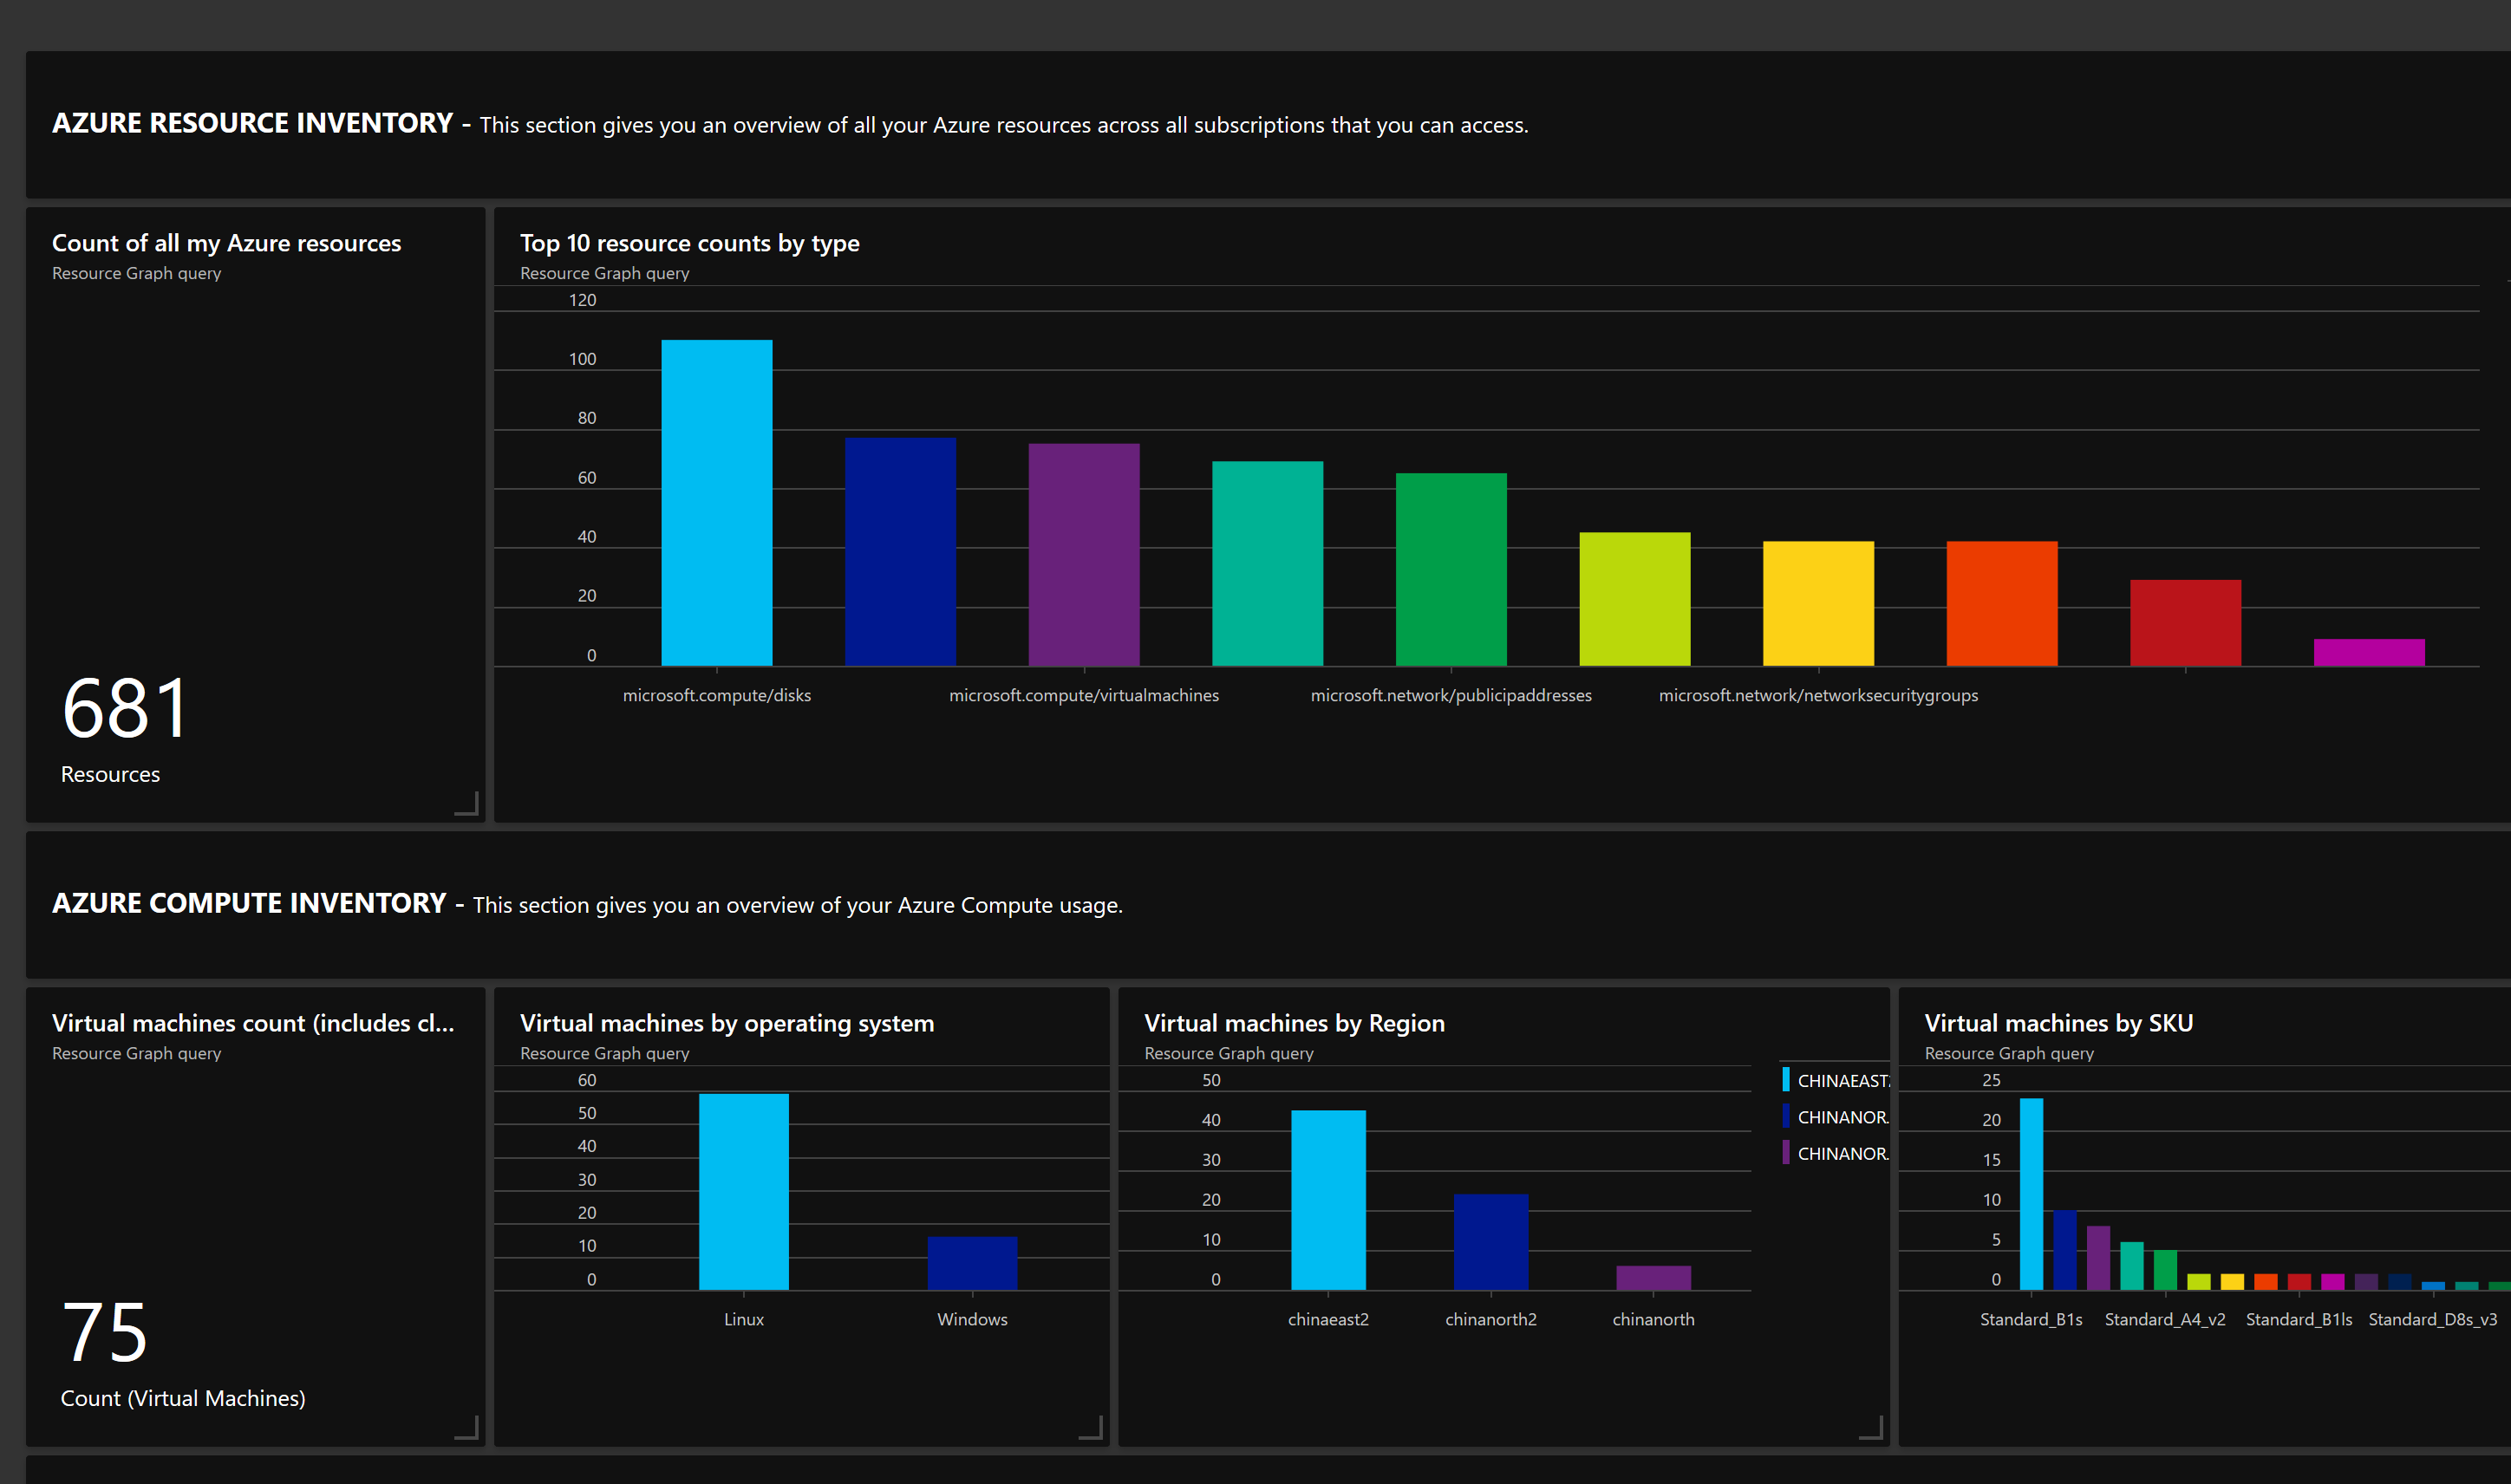 AZURE RESOURCE INVENTORY - This section gives you an overview of all your Azure resources across all subscriptions that you can access.
Count of all my Azure resources
Resource Graph query
681
Resources
Top 10 resource counts by type
Resource Graph query
120
100
80
60
40
20
0
microsoft.compute/disks
microsoft.compute/virtualmachines
microsoft.network/publicipaddresses
microsoft.network/networksecuritygroups
AZURE COMPUTE INVENTORY - This section gives you an overview of your Azure Compute usage.
Virtual machines count (includes cl...
Resource Graph query
75
Count (Virtual Machines)
Virtual machines by operating system
Resource Graph query
60
50
40
30
20
10
0
Linux
Windows
Virtual machines by Region
Resource Graph query
50
40
30
20
10
0
chinaeast2
chinanorth2
chinanorth
CHINAEAST2
CHINANOR.
CHINANOR.
Virtual machines by SKU
Resource Graph query
25
20
15
10
5
0
Standard_B1s
Standard_A4_v2
Standard_B1ls
Standard_D8s_v3